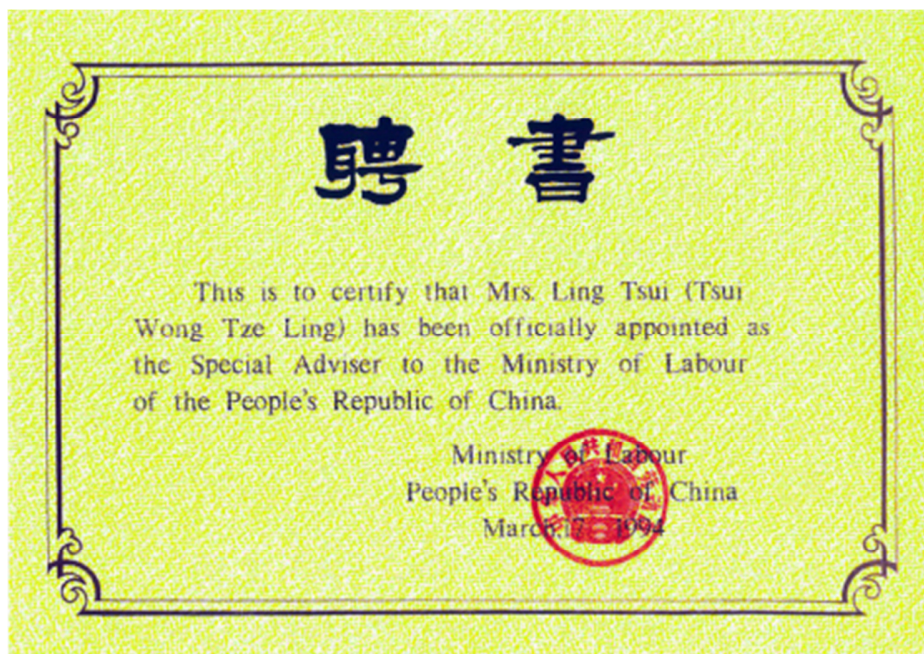 聘書
This is to certify that Mrs. Ling Tsui (Tsui
Wong Tze Ling) has been officially appointed as
the Special Adviser to the Ministry of Labour
of the People's Republic of China.
Ministry of Labour
People's Republic of China
March,17 1994